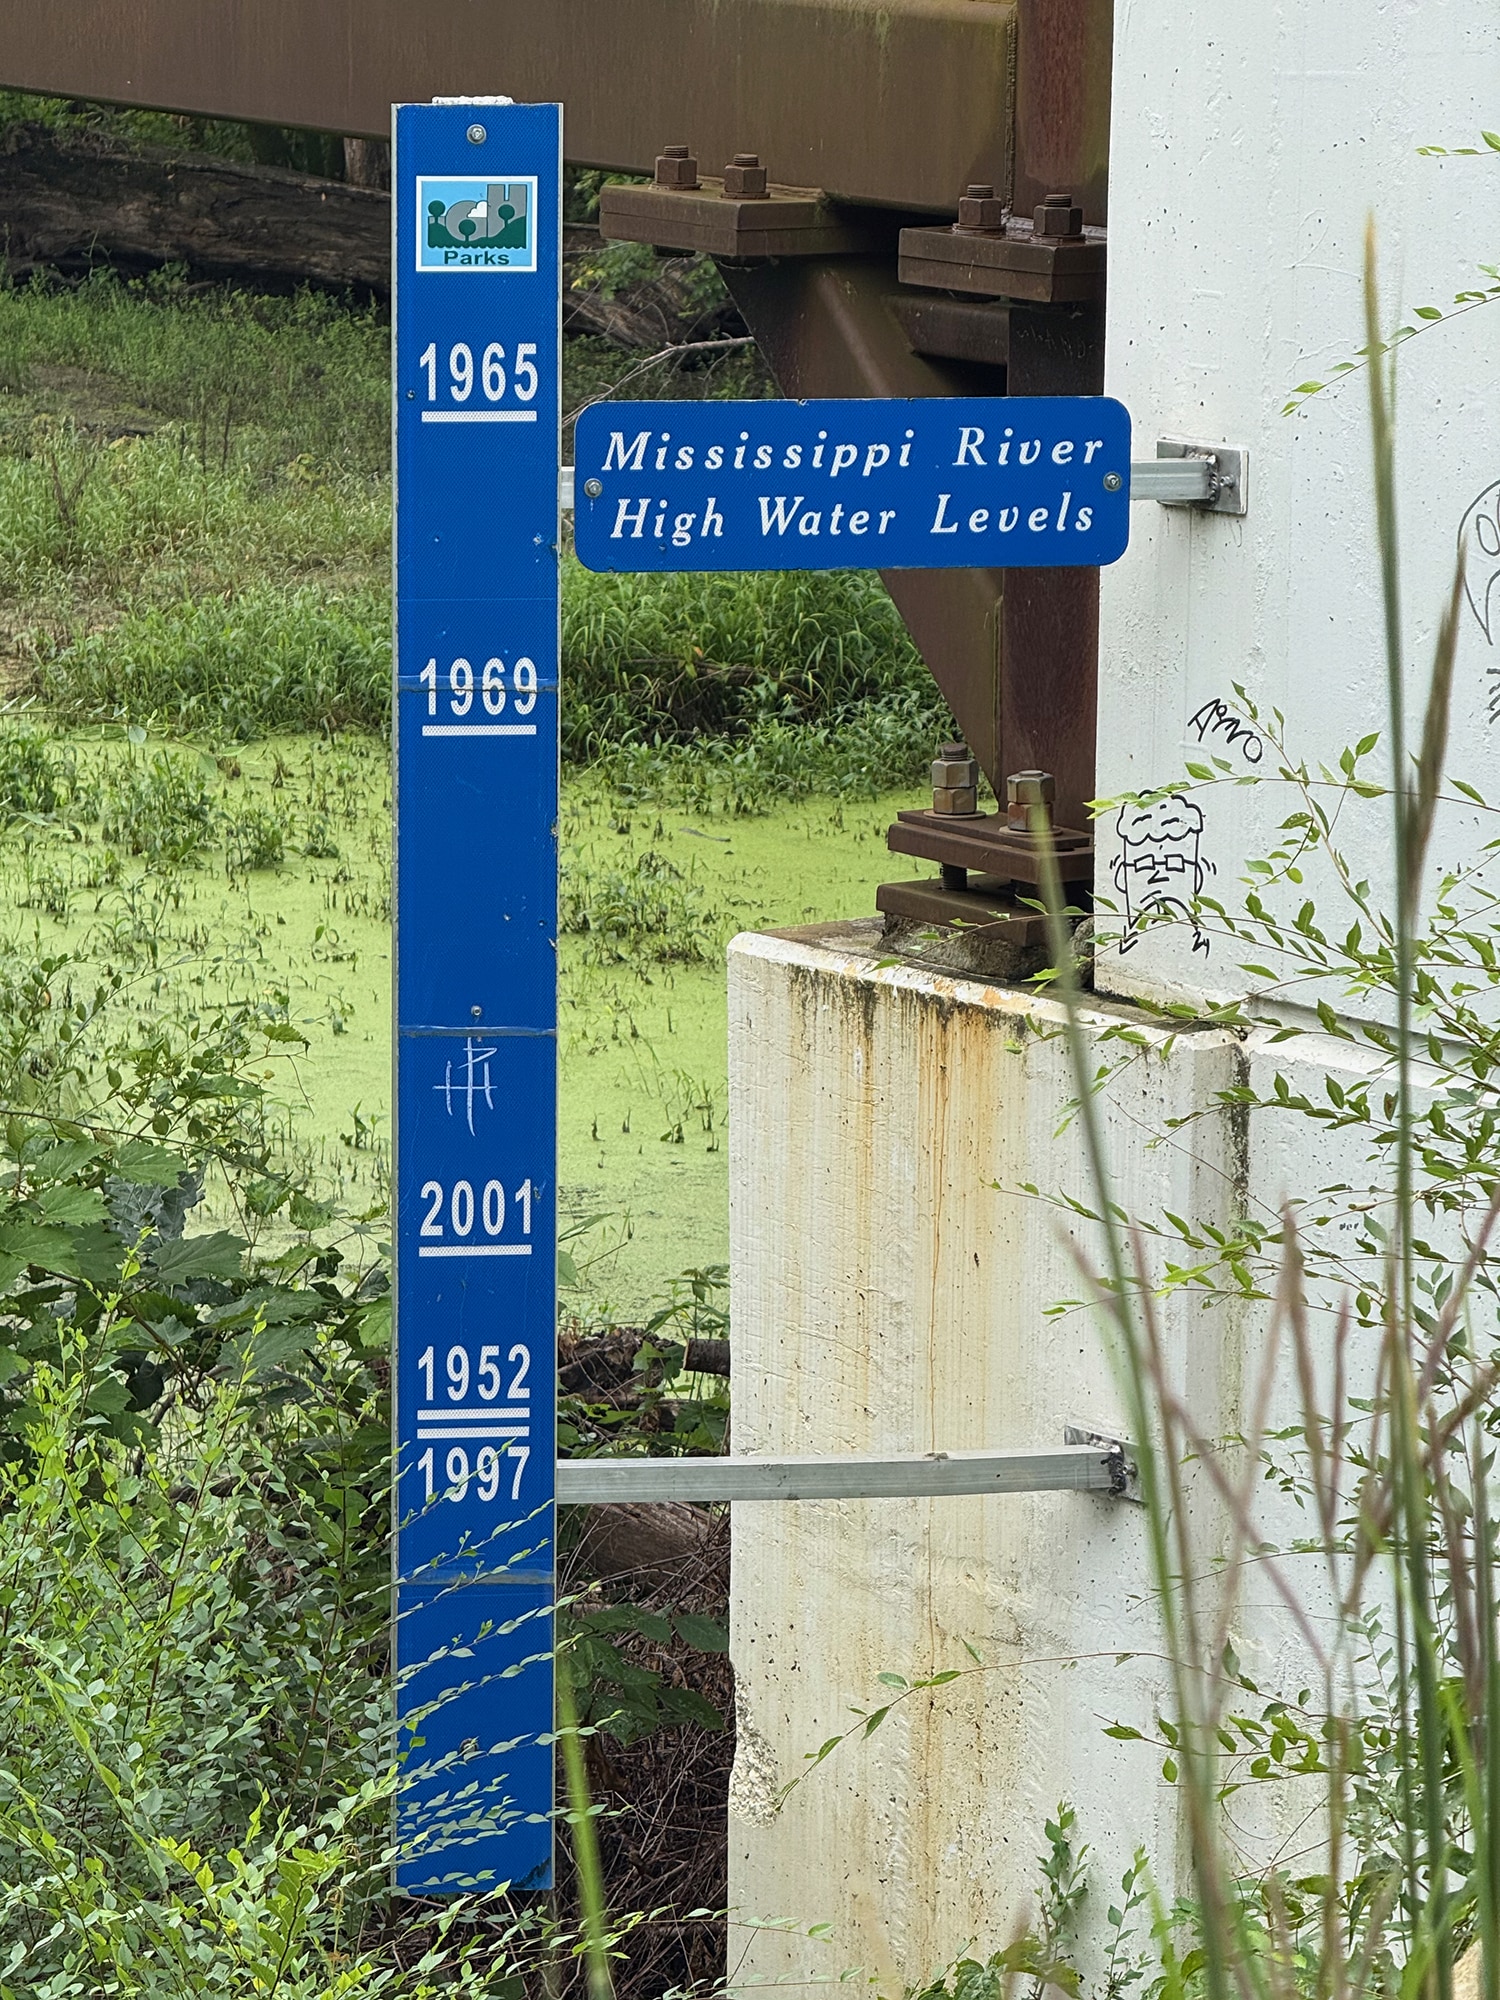 Parks
1965
Mississippi River
High Water Levels
1969
2001
1952
1997